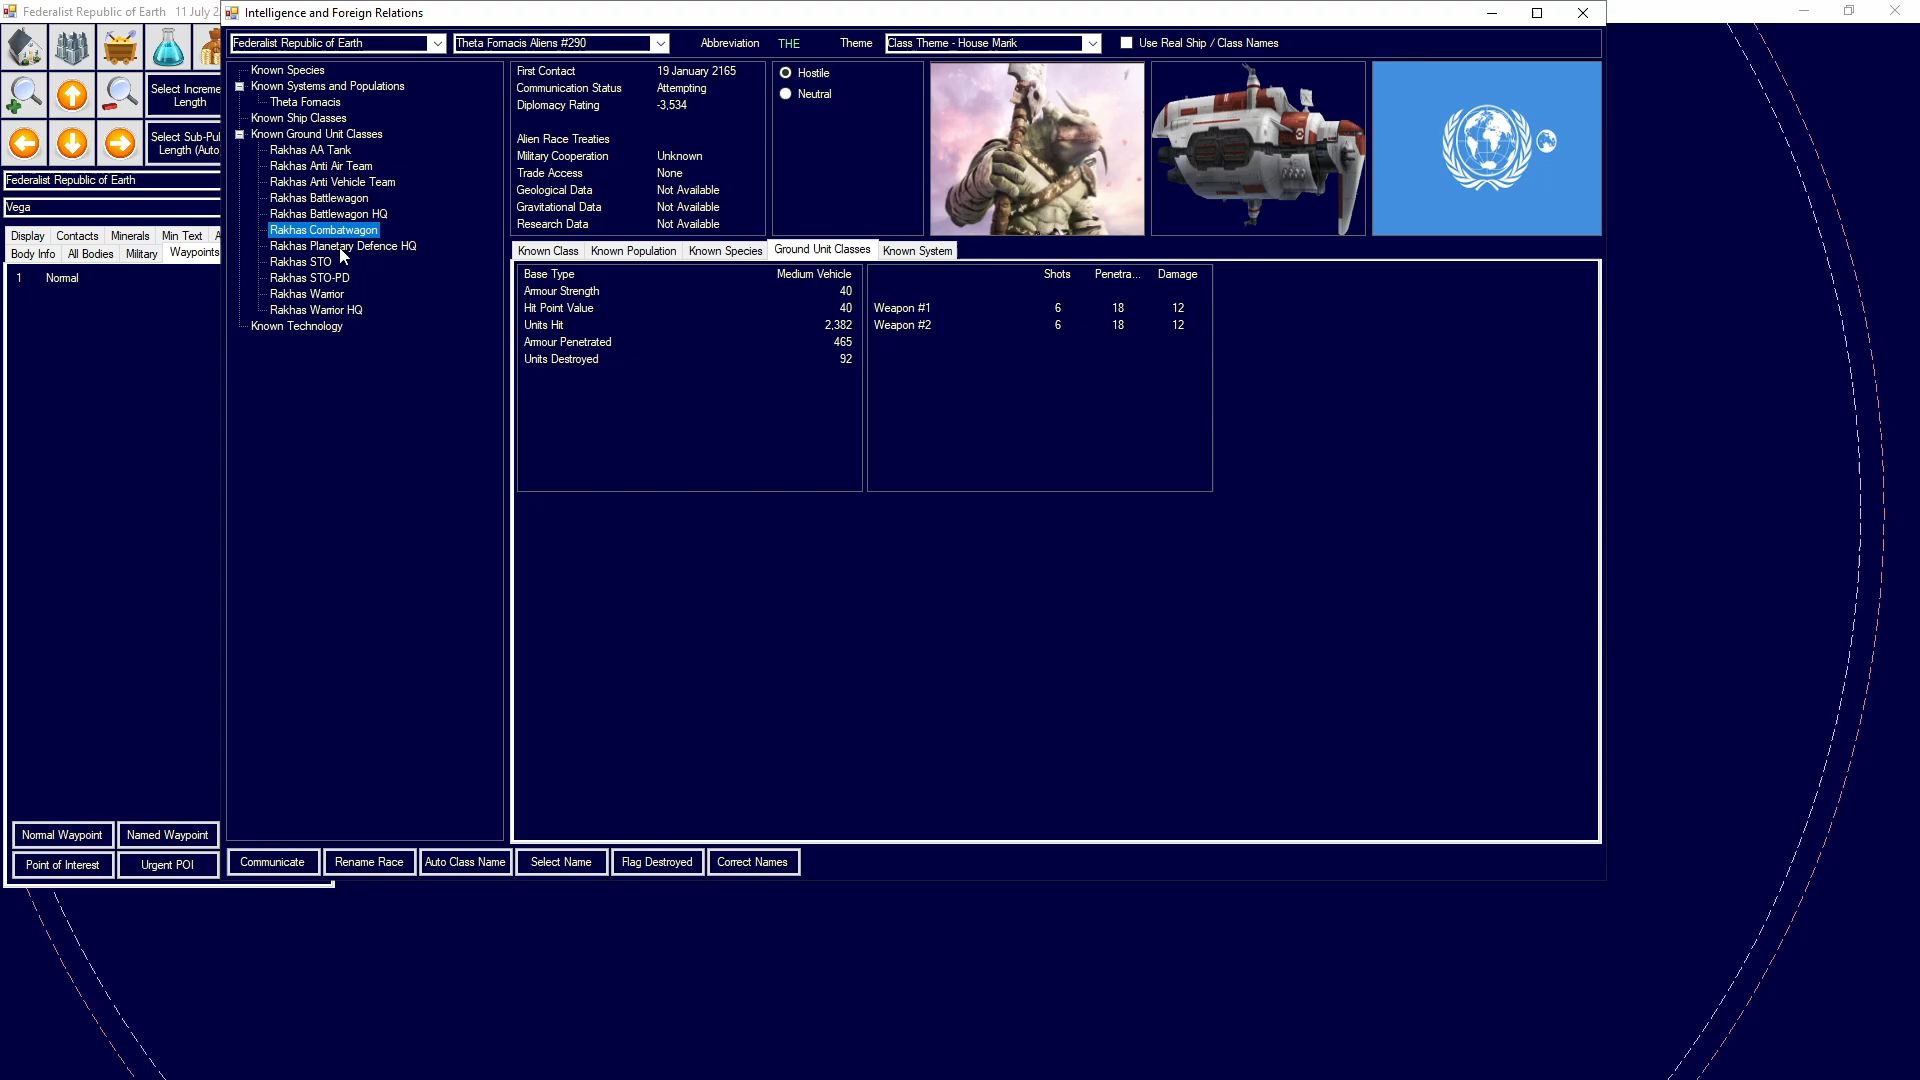 Federalist Republic of Earth 11 July 2
Intelligence and Foreign Relations
Federalist Republic of Earth
Theta Fornacis Aliens #290
Abbreviation
THE
Theme
Class Theme - House Marik
Use Real Ship / Class Names
Select Increme
Length
Select Sub-Pul
Length (Auto
Federalist Republic of Earth
Vega
Display
Contacts
Minerals
Min Text
Body Info
All Bodies
Military
Waypoints
1 Normal
Normal Waypoint
Named Waypoint
Point of Interest
Urgent POI
Known Species
Known Systems and Populations
Theta Fornacis
Known Ship Classes
Known Ground Unit Classes
Rakhas AA Tank
Rakhas Anti Air Team
Rakhas Anti Vehicle Team
Rakhas Battlewagon
Rakhas Battlewagon HQ
Rakhas Combatwagon
Rakhas Planetary Defence HQ
Rakhas STO
Rakhas STO-PD
Rakhas Warrior
Rakhas Warrior HQ
Known Technology
First Contact 19 January 2165
Communication Status Attempting
Diplomacy Rating -3,534
Alien Race Treaties
Military Cooperation Unknown
Trade Access None
Geological Data Not Available
Gravitational Data Not Available
Research Data Not Available
Hostile
Neutral
Known Class
Known Population
Known Species
Ground Unit Classes
Known System
Base Type Medium Vehicle
Armour Strength 40
Hit Point Value 40
Units Hit 2,382
Armour Penetrated 465
Units Destroyed 92
Shots Penetra... Damage
Weapon #1 6 18 12
Weapon #2 6 18 12
Communicate
Rename Race
Auto Class Name
Select Name
Flag Destroyed
Correct Names